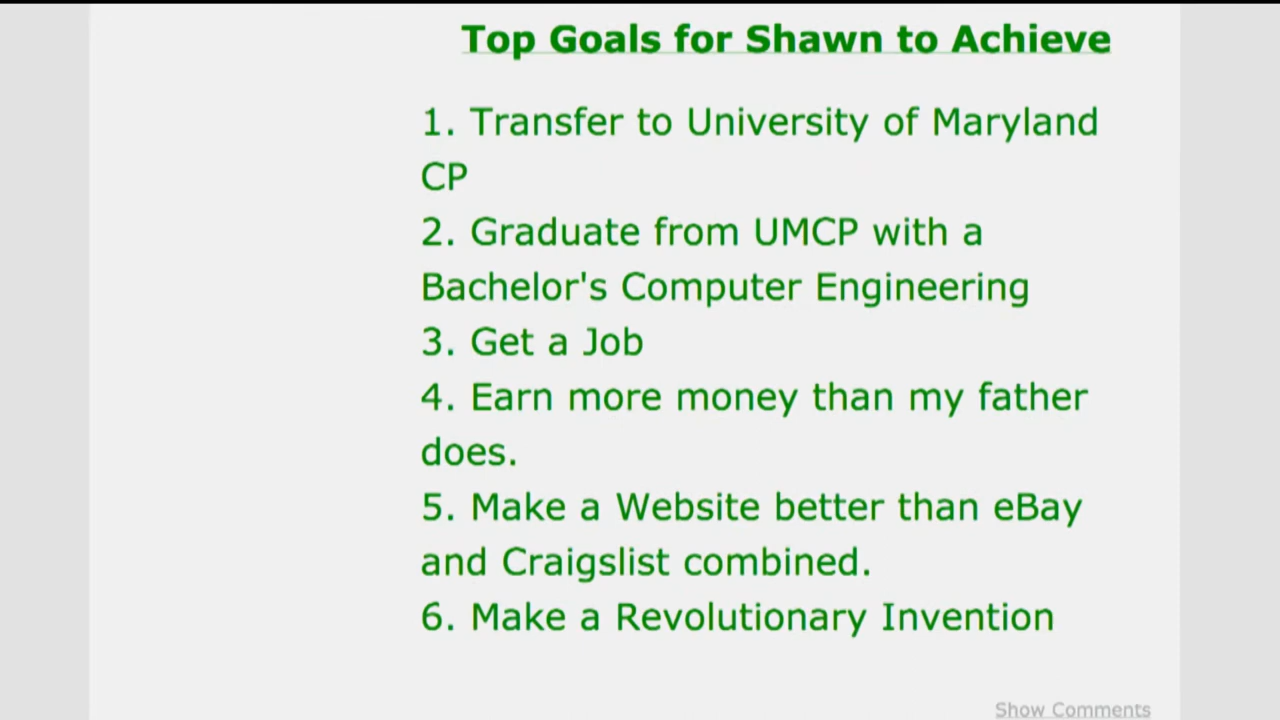 Top Goals for Shawn to Achieve
1. Transfer to University of Maryland
CP
2. Graduate from UMCP with a
Bachelor's Computer Engineering
3. Get a Job
4. Earn more money than my father
does.
5. Make a Website better than eBay
and Craigslist combined.
6. Make a Revolutionary Invention
Show Comments